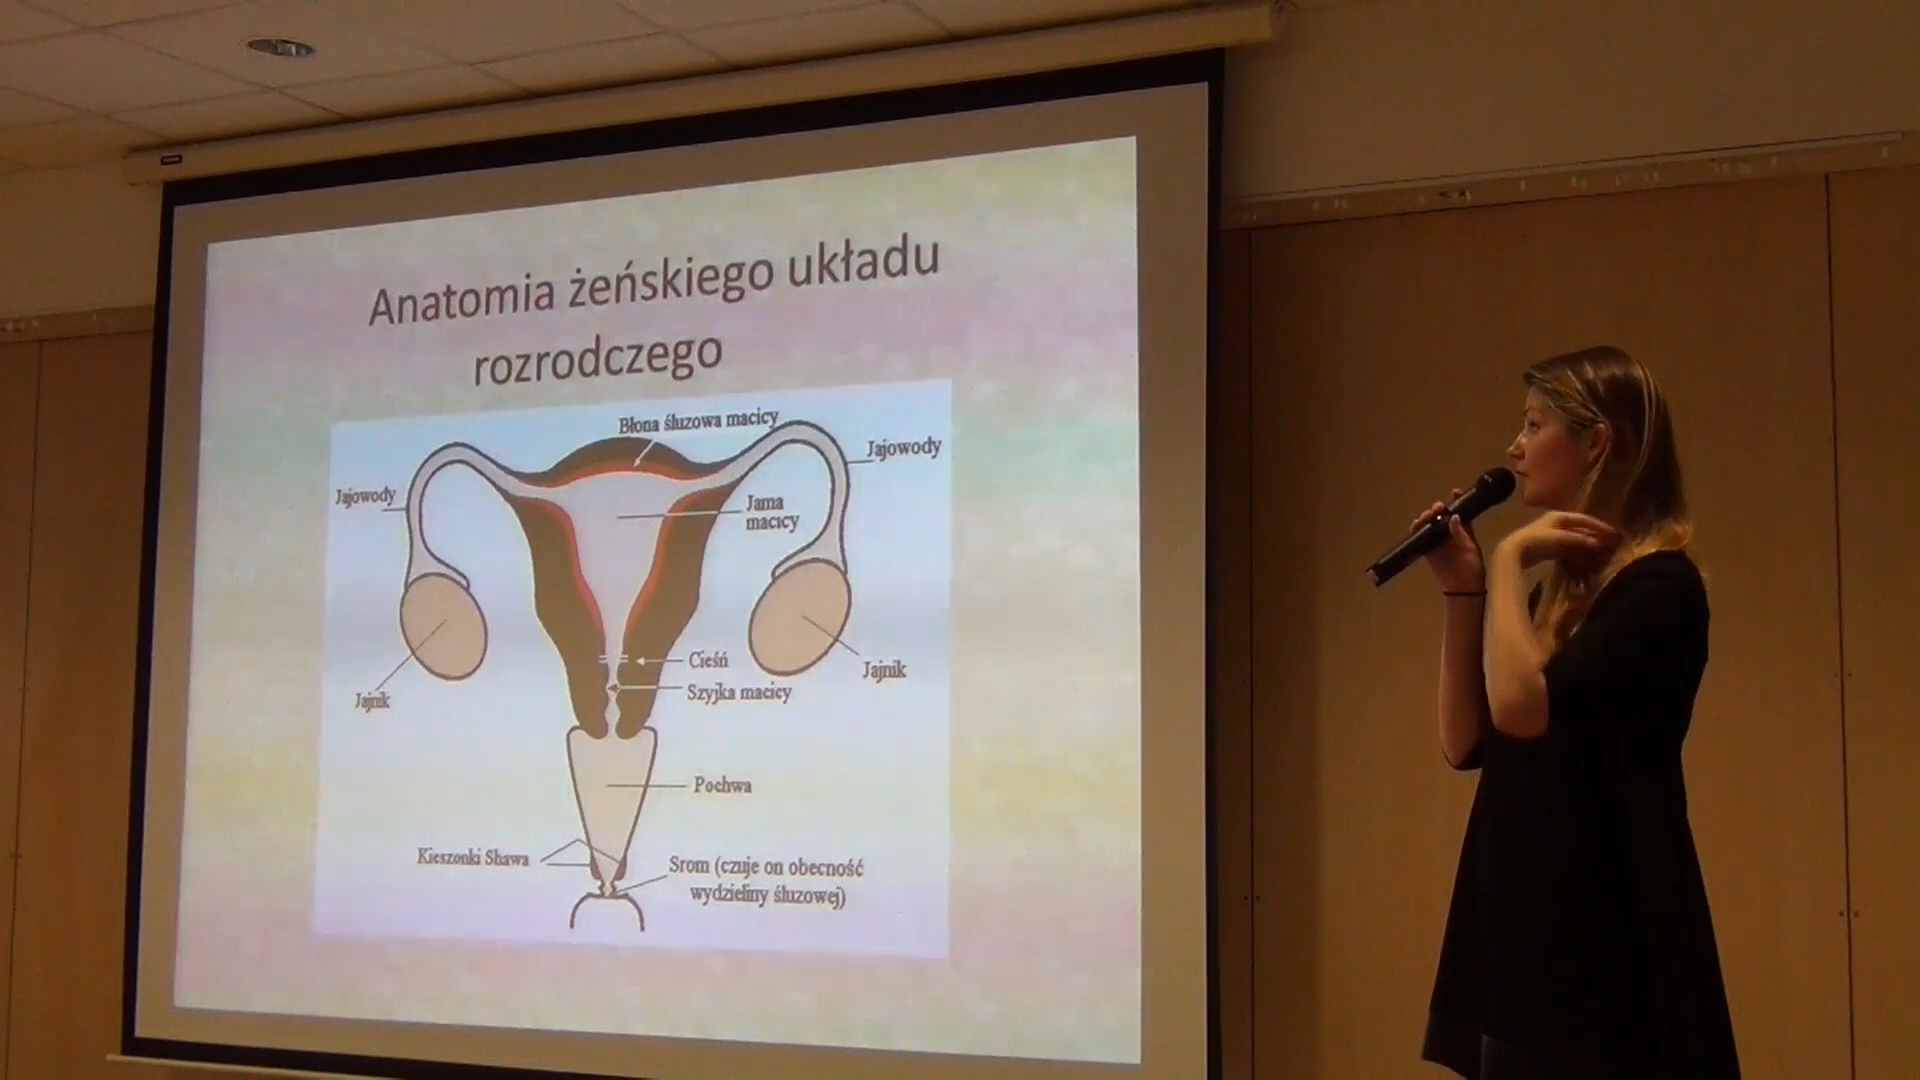 Anatomia żeńskiego układu
rozrodczego
Błona śluzowa macicy
Jajowody
Jajowody
Jama
macicy
Cieśń
Szyjka macicy
Jajnik
Jajnik
Pochwa
Kieszonki Shawa
Srom (czuje on obecność
wydzieliny śluzowej)